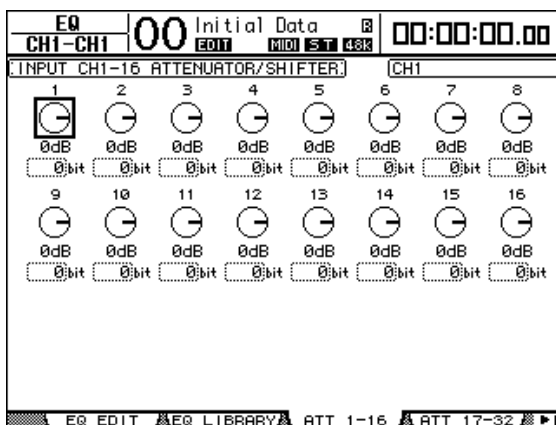 EQ 00 Initial Data R 00:00:00.00
CH1-CH1 EDIT MIDI ST 48K
INPUT CH1-16 ATTENUATOR/SHIFTER CH1
1 2 3 4 5 6 7 8
0dB 0dB 0dB 0dB 0dB 0dB 0dB 0dB
0bit 0bit 0bit 0bit 0bit 0bit 0bit 0bit
9 10 11 12 13 14 15 16
0dB 0dB 0dB 0dB 0dB 0dB 0dB 0dB
0bit 0bit 0bit 0bit 0bit 0bit 0bit 0bit
EQ EDIT EQ LIBRARY ATT 1-16 ATT 17-32